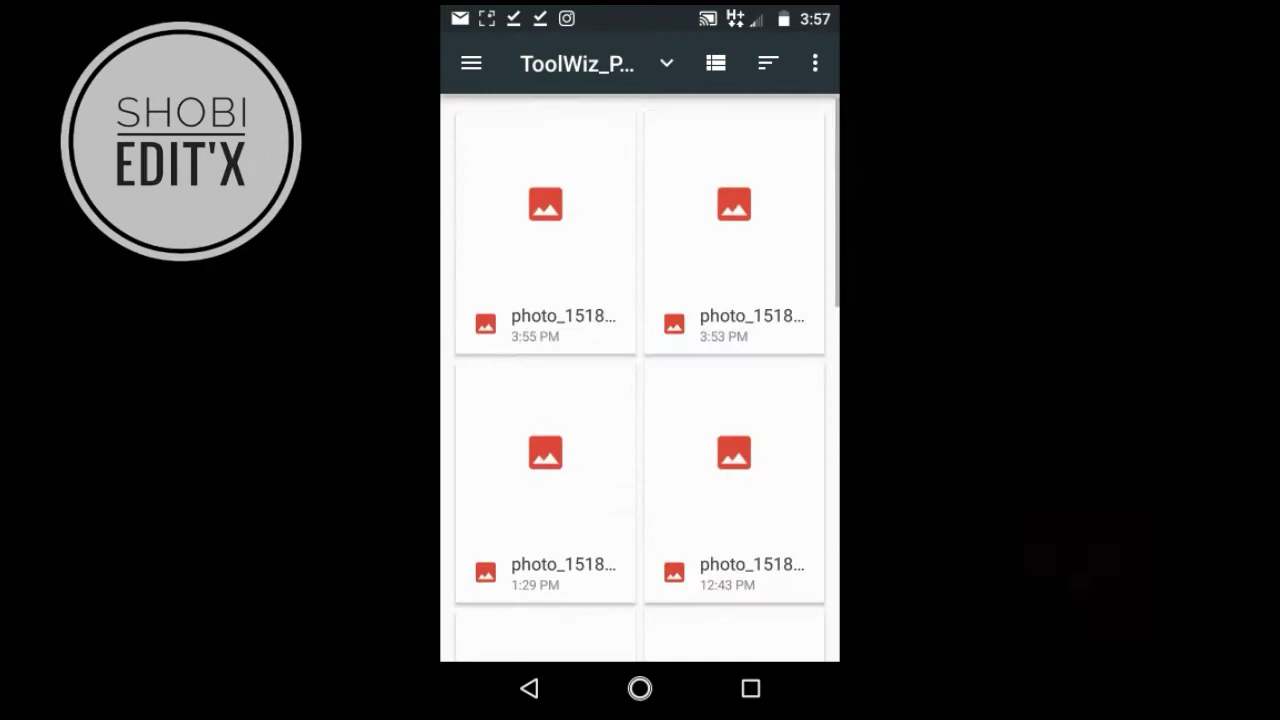 SHOBI
EDIT'X
H+ 3:57
ToolWiz_P...
photo_1518...
3:55 PM
photo_1518...
3:53 PM
photo_1518...
1:29 PM
photo_1518...
12:43 PM